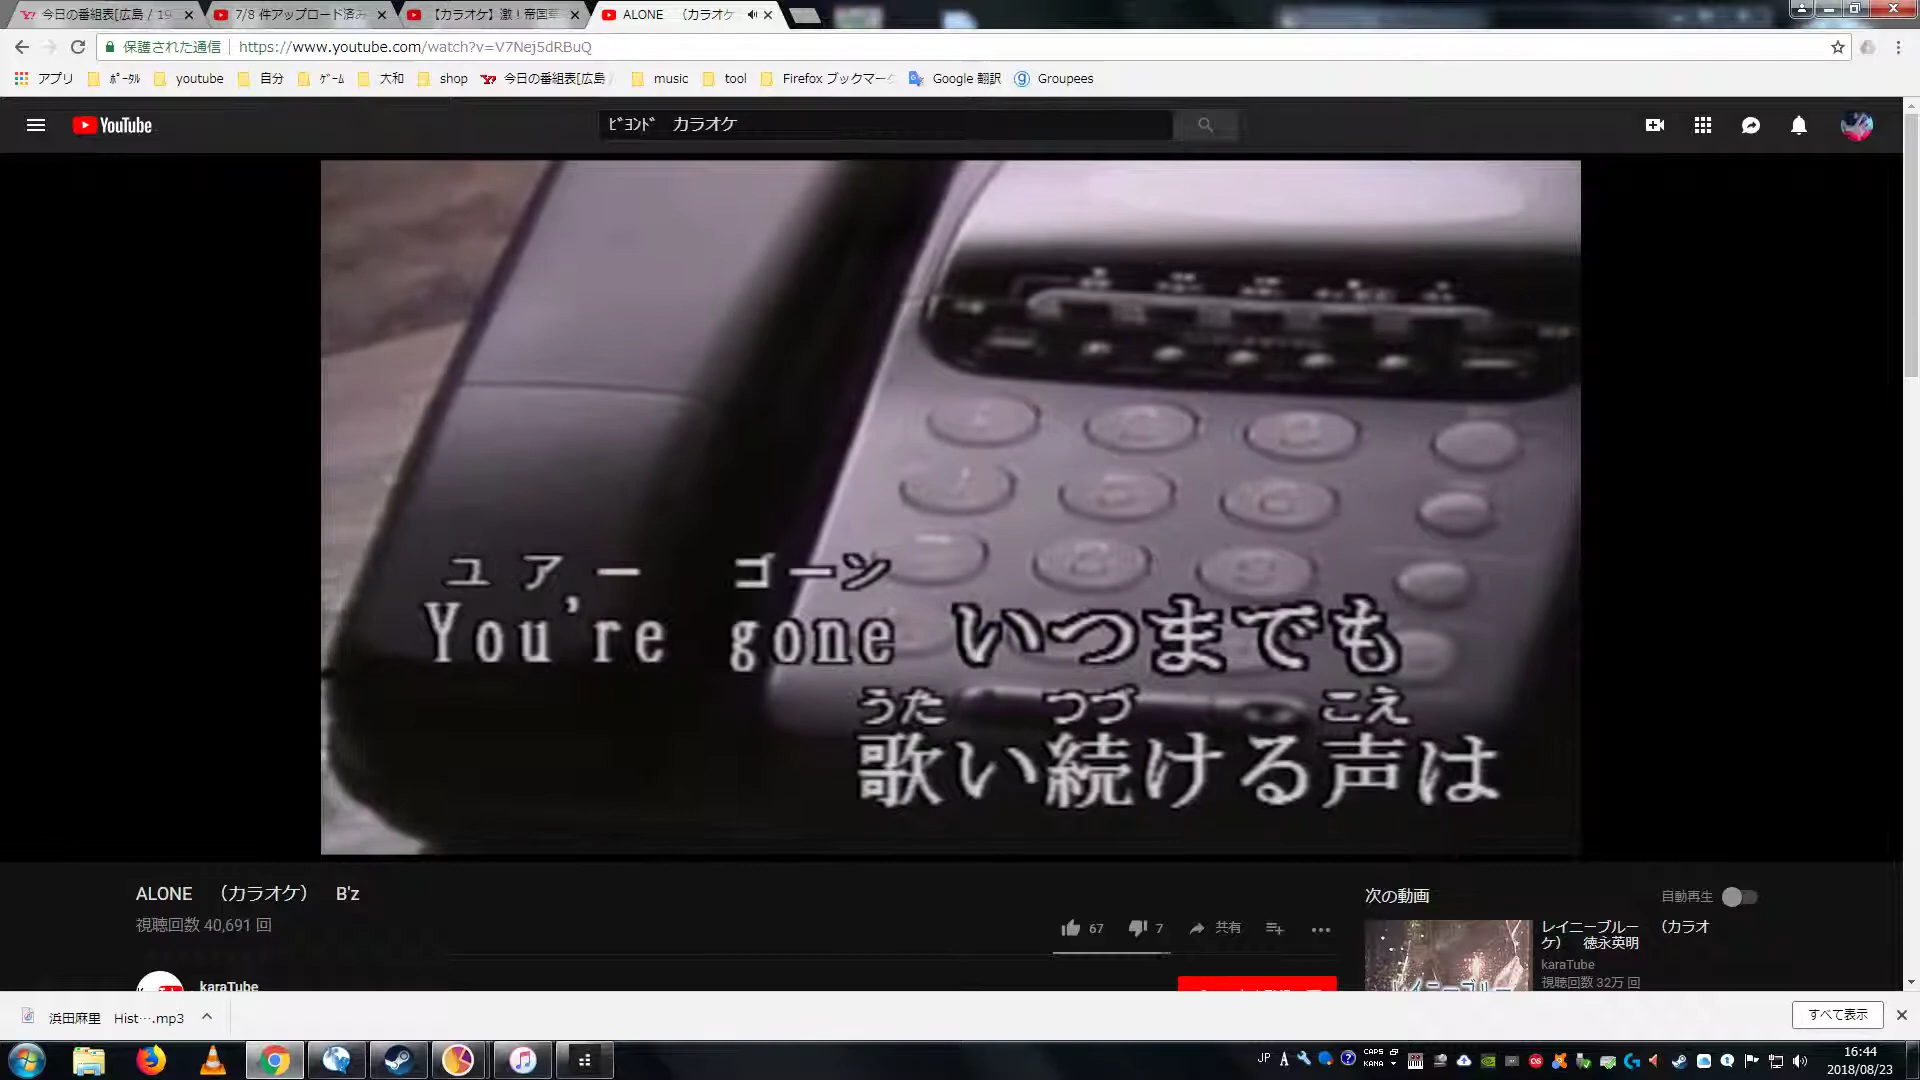 今日の番組表[広島 / 19
7/8 件アップロード済み
【カラオケ】激！帝国華
ALONE （カラオケ
保護された通信 https://www.youtube.com/watch?v=V7Nej5dRBuQ
アプリ ﾎﾟｰﾀﾙ youtube 自分 ｹﾞｰﾑ 大和 shop 今日の番組表[広島 / music tool Firefox ブックマーク Google 翻訳 Groupees
YouTube
ﾋﾞﾖﾝﾄﾞ カラオケ
ユアー ゴーン
You're gone いつまでも
うた つづ こえ
歌い続ける声は
ALONE （カラオケ） B'z
視聴回数 40,691 回
67 7 共有
karaTube
次の動画 自動再生
レイニーブルー （カラオ
ケ） 徳永英明
karaTube
視聴回数 32万 回
浜田麻里 Hist….mp3
すべて表示
JP A CAPS KANA
16:44
2018/08/23